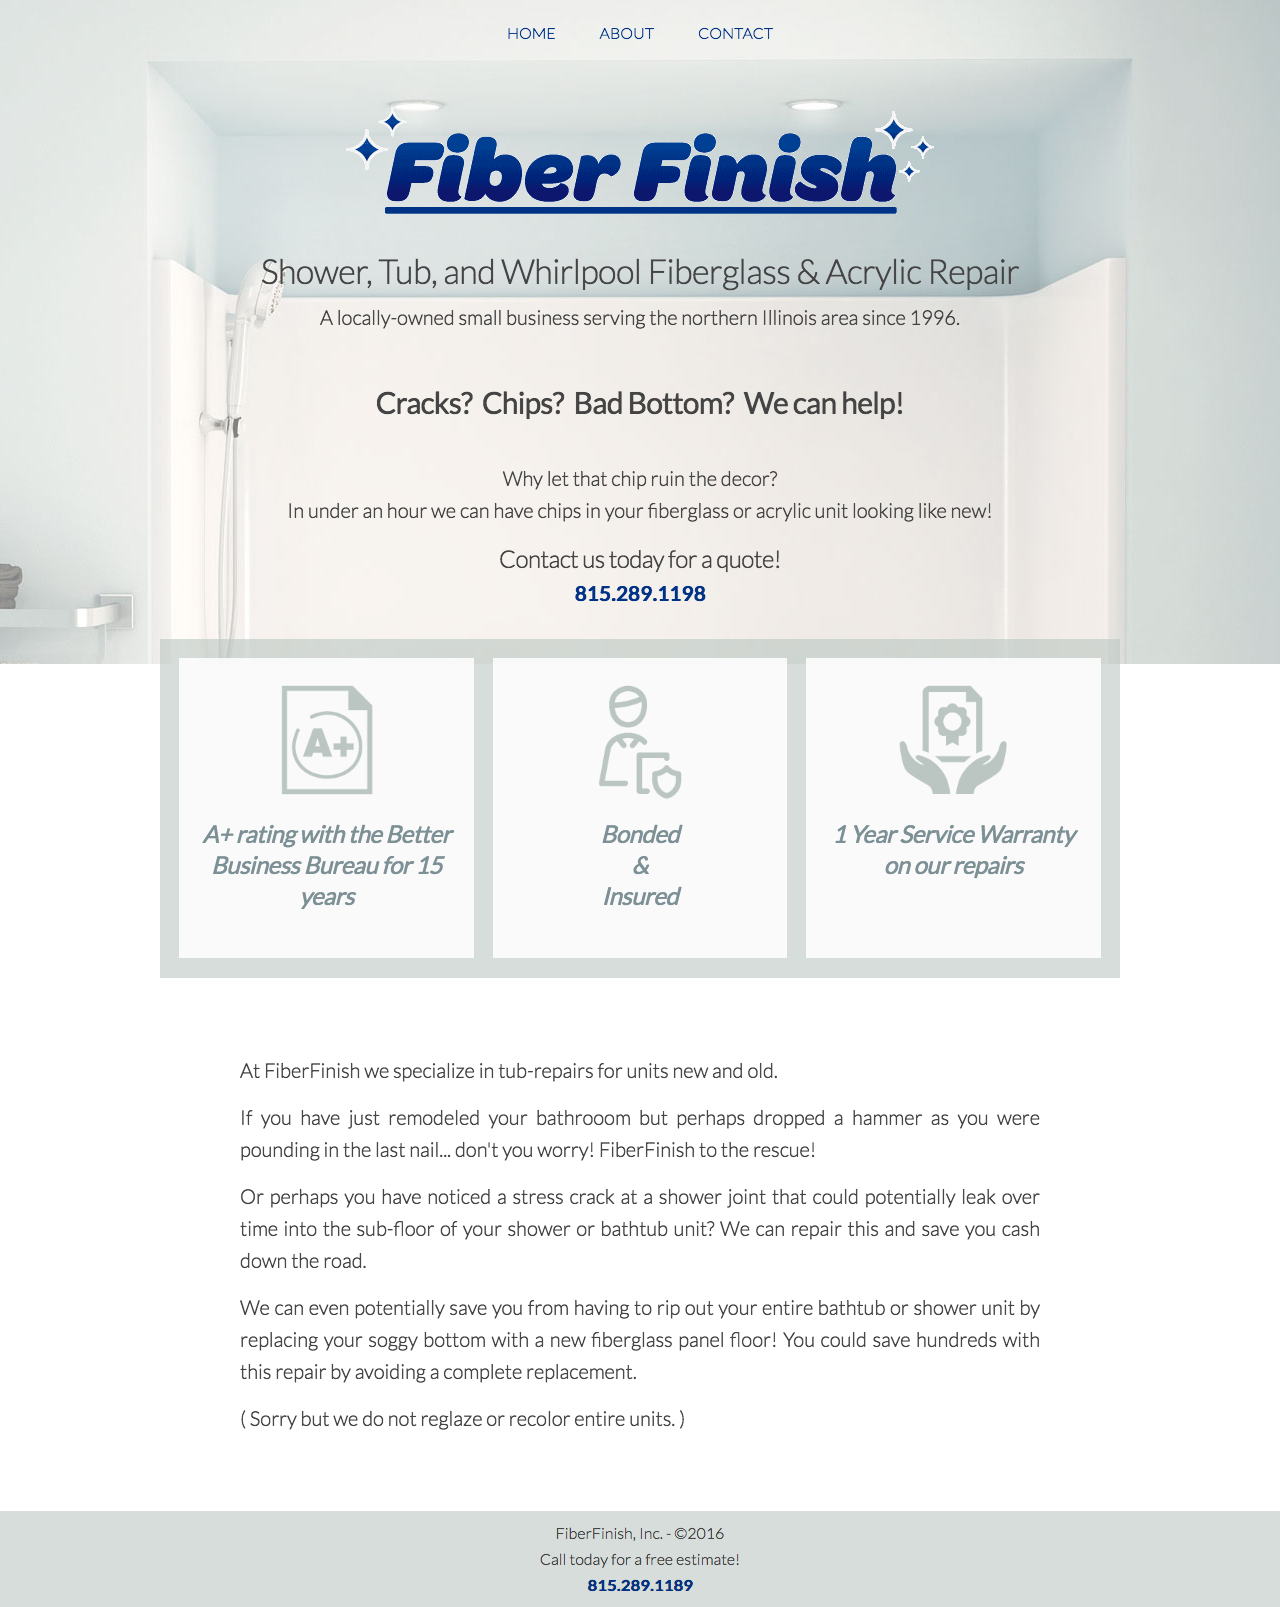 HOME ABOUT CONTACT
Fiber Finish
Shower, Tub, and Whirlpool Fiberglass & Acrylic Repair
A locally-owned small business serving the northern Illinois area since 1996.
Cracks? Chips? Bad Bottom? We can help!
Why let that chip ruin the decor?
In under an hour we can have chips in your fiberglass or acrylic unit looking like new!
Contact us today for a quote!
815.289.1198
A+
A+ rating with the Better
Business Bureau for 15
years
Bonded
&
Insured
1 Year Service Warranty
on our repairs
At FiberFinish we specialize in tub-repairs for units new and old.
If you have just remodeled your bathrooom but perhaps dropped a hammer as you were
pounding in the last nail... don't you worry! FiberFinish to the rescue!
Or perhaps you have noticed a stress crack at a shower joint that could potentially leak over
time into the sub-floor of your shower or bathtub unit? We can repair this and save you cash
down the road.
We can even potentially save you from having to rip out your entire bathtub or shower unit by
replacing your soggy bottom with a new fiberglass panel floor! You could save hundreds with
this repair by avoiding a complete replacement.
( Sorry but we do not reglaze or recolor entire units. )
FiberFinish, Inc. - ©2016
Call today for a free estimate!
815.289.1189